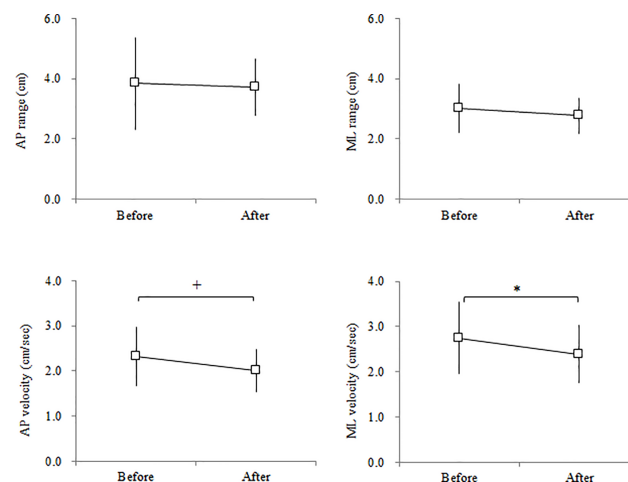 6.0
4.0
2.0
0.0
AP range (cm)
Before After
6.0
4.0
2.0
0.0
ML range (cm)
Before After
4.0
3.0
2.0
1.0
0.0
AP velocity (cm/sec)
+
Before After
4.0
3.0
2.0
1.0
0.0
ML velocity (cm/sec)
*
Before After